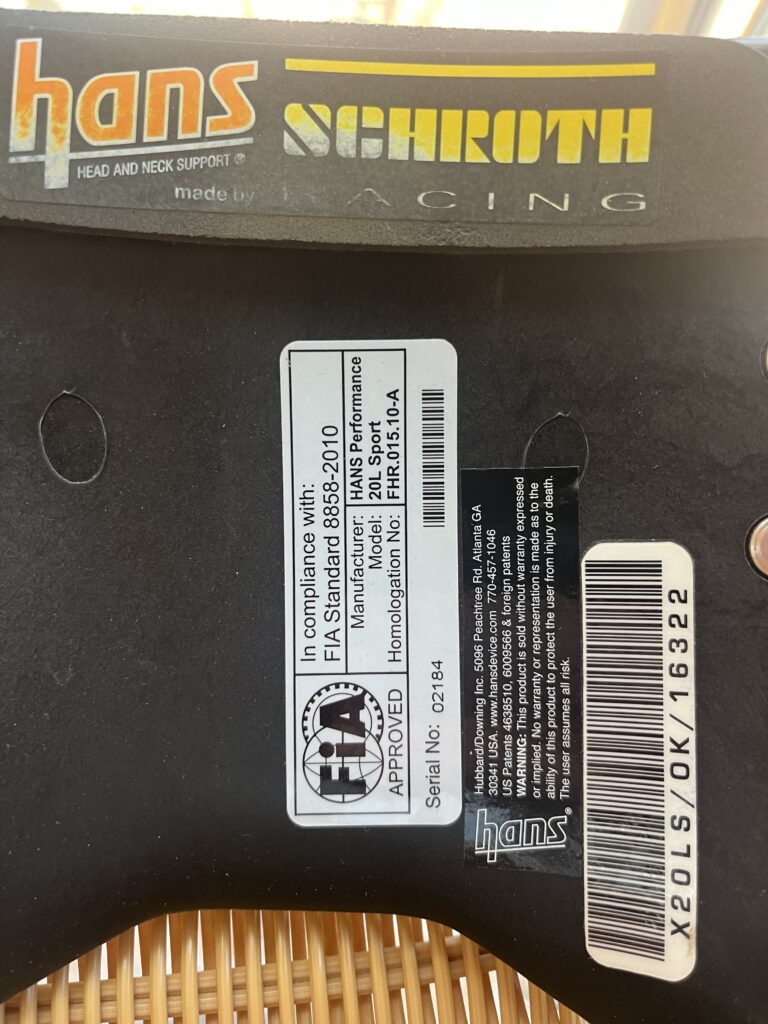 hans
HEAD AND NECK SUPPORT ®
SCHROTH
made by RACING
In compliance with:
FIA Standard 8858-2010
Manufacturer: HANS Performance
Model: 20L Sport
Homologation No: FHR.015.10-A
FiA
APPROVED
Serial No: 02184
Hubbard/Downing Inc. 5096 Peachtree Rd. Atlanta GA
30341 USA. www.hansdevice.com 770-457-1046
US Patents 4638510, 6009566 & foreign patents
WARNING: This product is sold without warranty expressed
or implied. No warranty or representation is made as to the
ability of this product to protect the user from injury or death.
The user assumes all risk.
hans®
X20LS/OK/16322